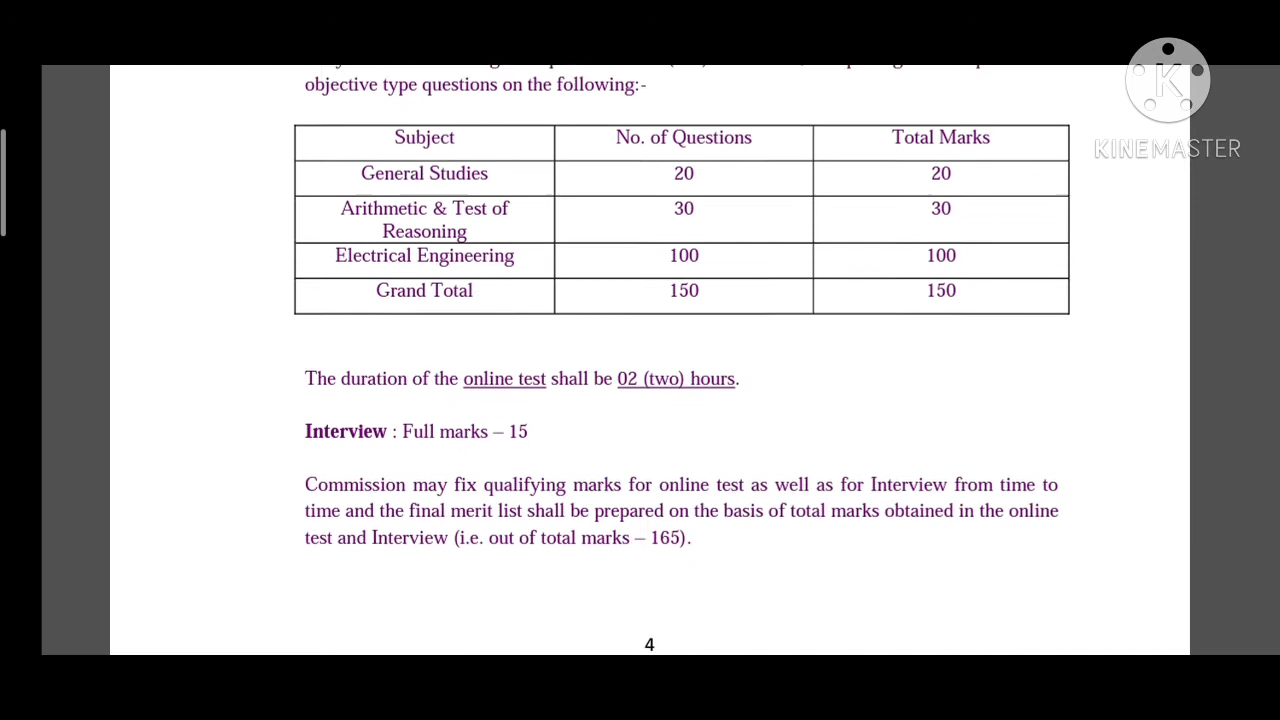 objective type questions on the following:-
KINEMASTER
Subject No. of Questions Total Marks
General Studies 20 20
Arithmetic & Test of Reasoning 30 30
Electrical Engineering 100 100
Grand Total 150 150
The duration of the online test shall be 02 (two) hours.
Interview : Full marks – 15
Commission may fix qualifying marks for online test as well as for Interview from time to
time and the final merit list shall be prepared on the basis of total marks obtained in the online
test and Interview (i.e. out of total marks – 165).
4